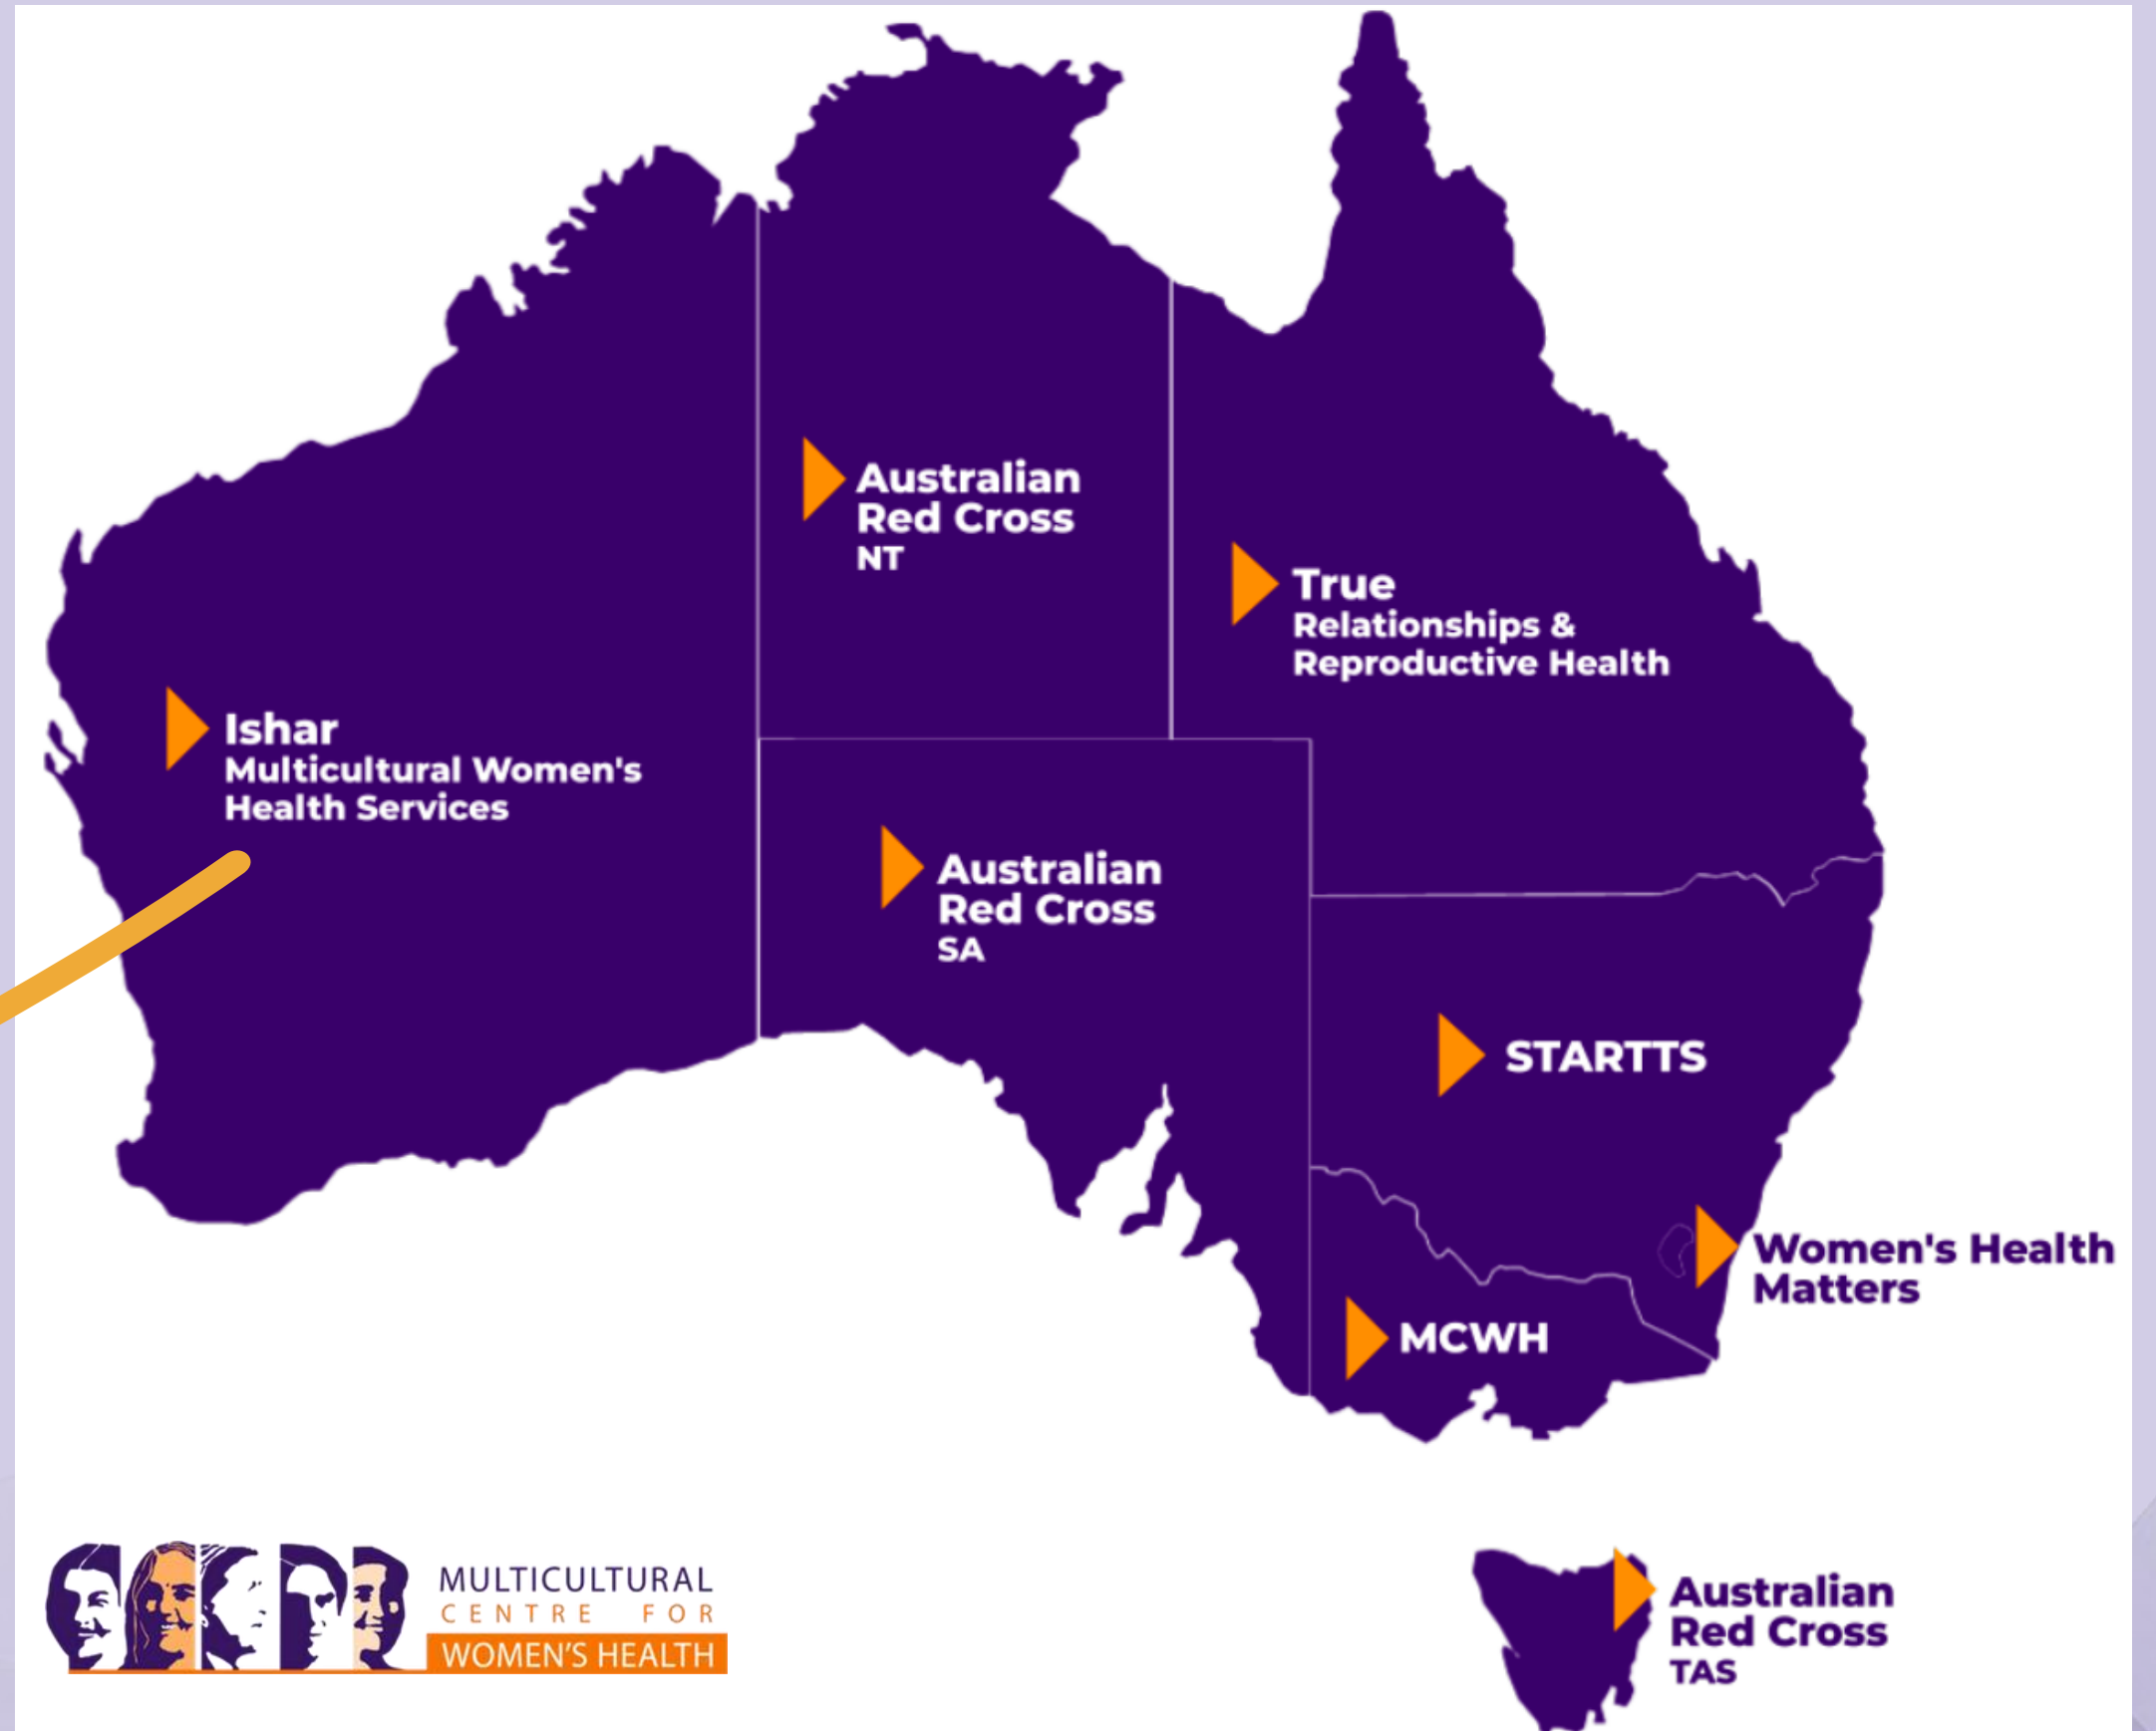 Australian
Red Cross
NT
True
Relationships &
Reproductive Health
Ishar
Multicultural Women's
Health Services
Australian
Red Cross
SA
STARTTS
Women's Health
Matters
MCWH
MULTICULTURAL
CENTRE FOR
WOMEN'S HEALTH
Australian
Red Cross
TAS